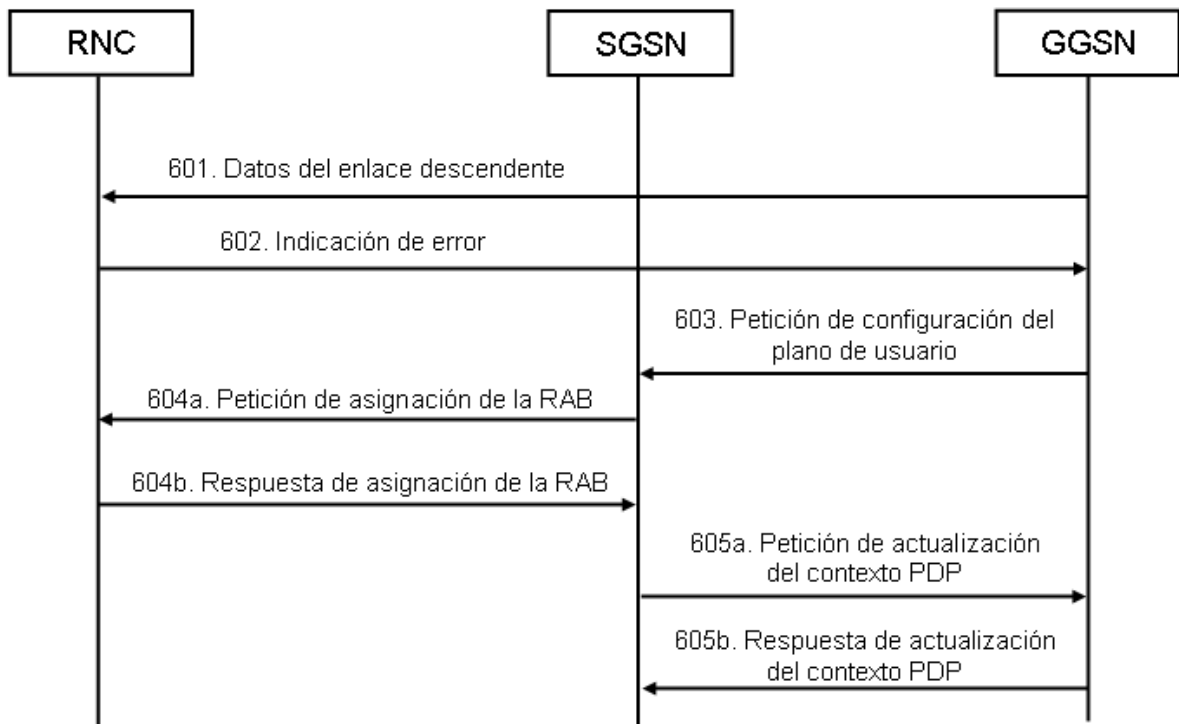 RNC
SGSN
GGSN
601. Datos del enlace descendente
602. Indicación de error
603. Petición de configuración del
plano de usuario
604a. Petición de asignación de la RAB
604b. Respuesta de asignación de la RAB
605a. Petición de actualización
del contexto PDP
605b. Respuesta de actualización
del contexto PDP